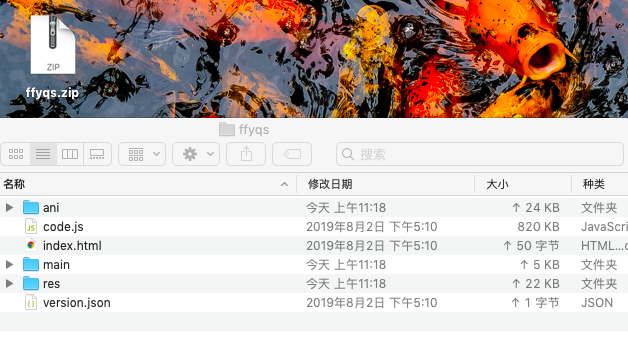 ZIP
ffyqs.zip
ffyqs
搜索
名称 修改日期 大小 种类
ani 今天 上午11:18 ↑ 24 KB 文件夹
code.js 2019年8月2日 下午5:10 820 KB JavaScri
index.html 2019年8月2日 下午5:10 ↑ 50 字节 HTML...c
main 今天 上午11:18 ↑ 5 KB 文件夹
res 今天 上午11:18 ↑ 22 KB 文件夹
version.json 2019年8月2日 下午5:10 ↑ 1 字节 JSON